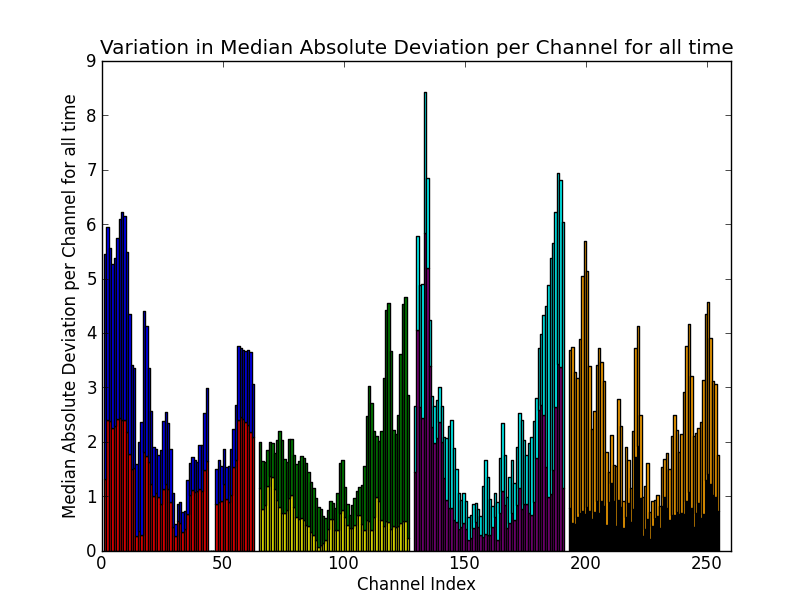 Variation in Median Absolute Deviation per Channel for all time
Median Absolute Deviation per Channel for all time
9
8
7
6
5
4
3
2
1
0
0 50 100 150 200 250
Channel Index